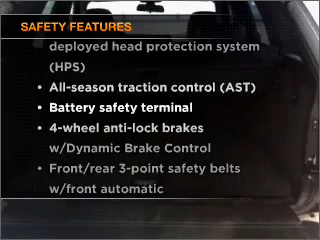 SAFETY FEATURES
deployed head protection system
(HPS)
• All-season traction control (AST)
• Battery safety terminal
• 4-wheel anti-lock brakes
w/Dynamic Brake Control
• Front/rear 3-point safety belts
w/front automatic